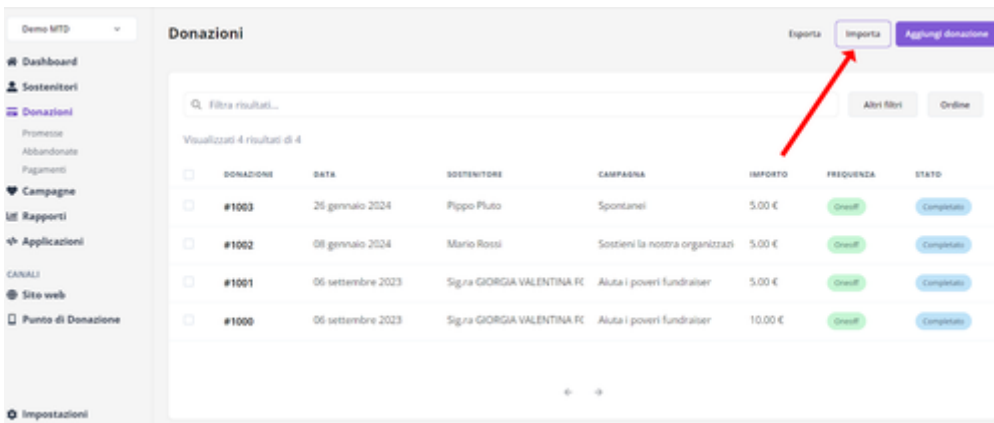 Demo MTD
Donazioni
Esporta
Importa
Aggiungi donazione
Dashboard
Sostenitori
Donazioni
Promesse
Abbandonate
Pagamenti
Campagne
Rapporti
Applicazioni
CANALI
Sito web
Punto di Donazione
Impostazioni
Filtra risultati...
Altri filtri
Ordine
Visualizzati 4 risultati di 4
DONAZIONE DATA SOSTENITORE CAMPAGNA IMPORTO FREQUENZA STATO
#1003 26 gennaio 2024 Pippo Pluto Spontanei 5.00 € Oneoff Completato
#1002 08 gennaio 2024 Mario Rossi Sostieni la nostra organizzazi 5.00 € Oneoff Completato
#1001 06 settembre 2023 Sig.ra GIORGIA VALENTINA FC Aiuta i poveri fundraiser 5.00 € Oneoff Completato
#1000 06 settembre 2023 Sig.ra GIORGIA VALENTINA FC Aiuta i poveri fundraiser 10.00 € Oneoff Completato